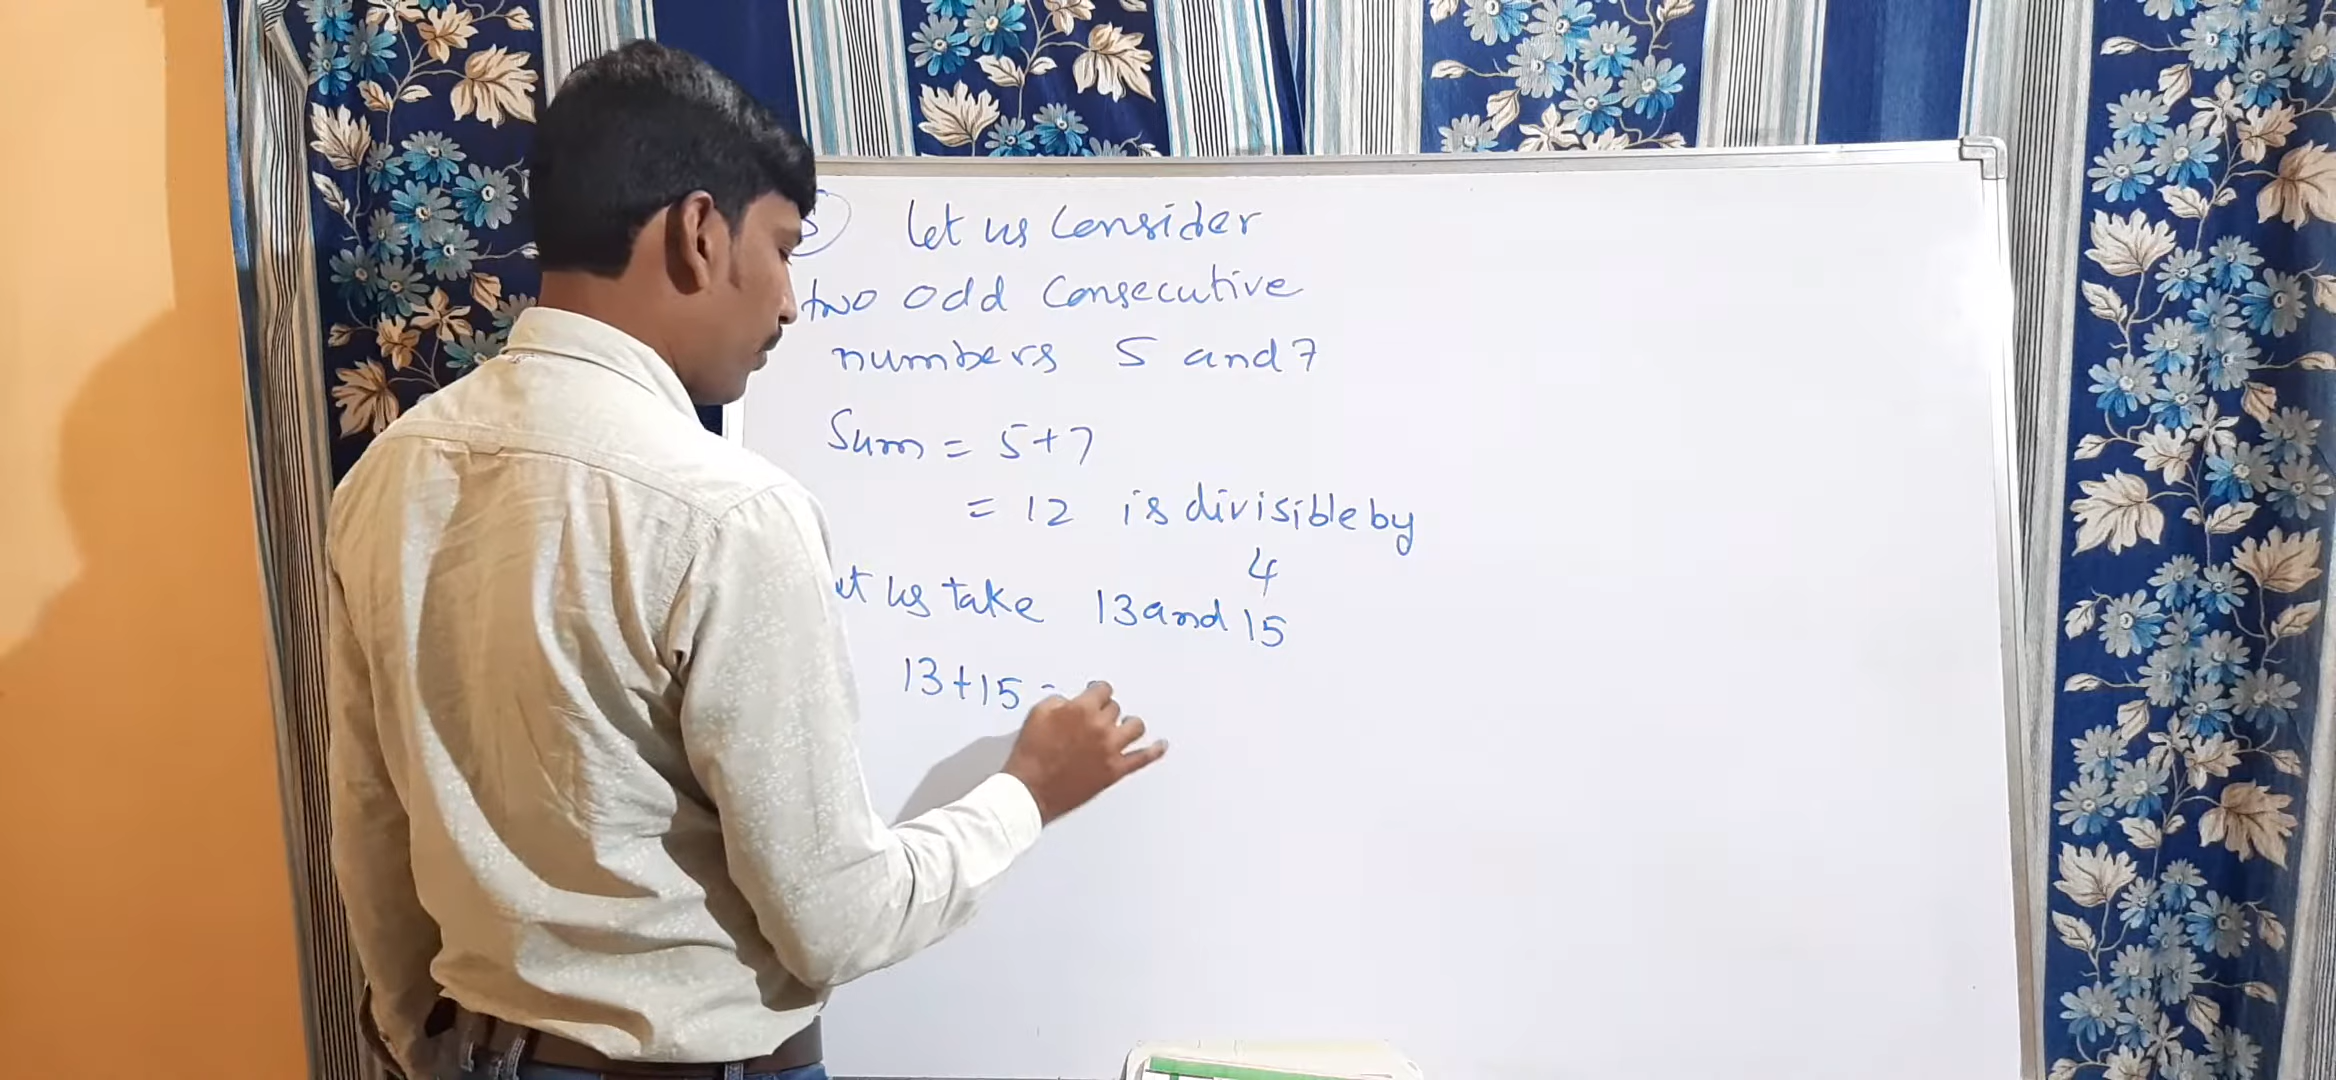 let us Consider
two odd Consecutive
numbers 5 and 7
Sum = 5+7
= 12 is divisible by
4
us take 13 and 15
13+15 =